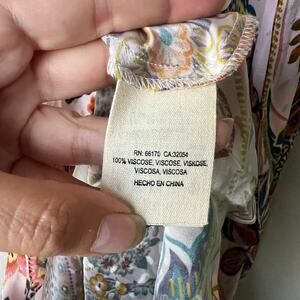 RN: 66170 CA:32054
100% VISCOSE, VISCOSE, VISKOSE,
VISCOSA, VISCOSA
HECHO EN CHINA